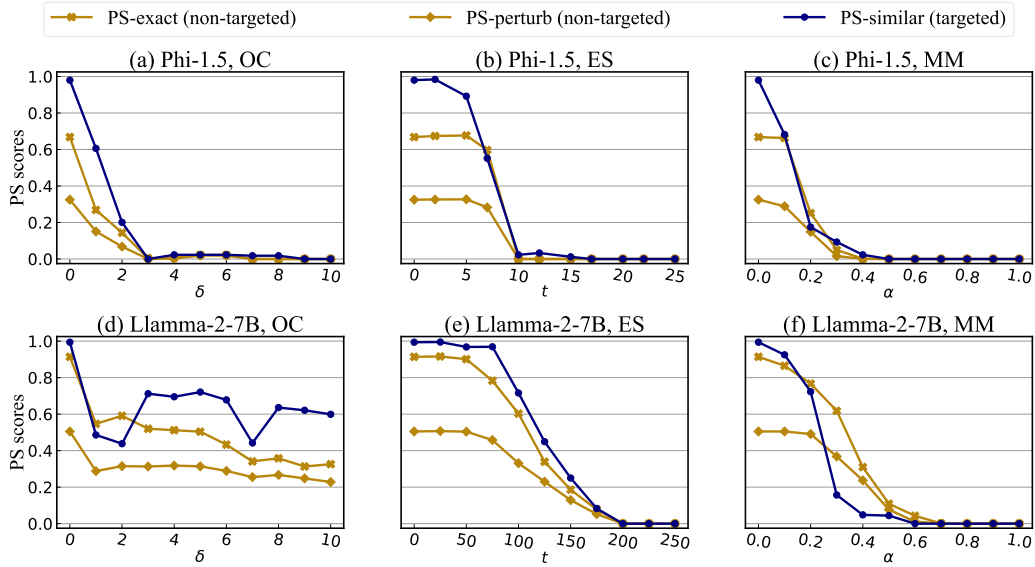 PS-exact (non-targeted) PS-perturb (non-targeted) PS-similar (targeted)
(a) Phi-1.5, OC (b) Phi-1.5, ES (c) Phi-1.5, MM
PS scores
1.0
0.8
0.6
0.4
0.2
0.0
0 2 4 6 8 10
δ
0 5 10 15 20 25
t
0.0 0.2 0.4 0.6 0.8 1.0
α
(d) Llamma-2-7B, OC (e) Llamma-2-7B, ES (f) Llamma-2-7B, MM
PS scores
1.0
0.8
0.6
0.4
0.2
0.0
0 2 4 6 8 10
δ
0 50 100 150 200 250
t
0.0 0.2 0.4 0.6 0.8 1.0
α